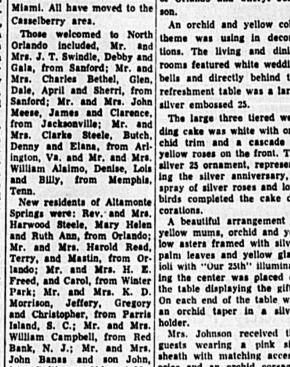 Miami. All have moved to the
Casselberry area.
Those welcomed to North
Orlando included, Mr. and
Mrs. J. T. Swindle, Debby and
Gala, from Sanford; Mr. and
Mrs. Charles Bethel, Glen,
Dale, April and Sherri, from
Sanford; Mr. and Mrs. John
Meese, James and Clarence,
from Jacksonville; Mr. and
Mrs. Clarke Steele, Butch,
Denny and Elana, from Arl-
ington, Va. and Mr. and Mrs.
William Alaimo, Denise, Lois
and Billy, from Memphis,
Tenn.
New residents of Altamonte
Springs were: Rev. and Mrs.
Harwood Steele, Mary Helen
and Ruth Ann, from Orlando;
Mr. and Mrs. Harold Read,
Terry, and Mastin, from Or-
lando; Mr. and Mrs. H. E.
Freed, and Carol, from Winter
Park; Mr. and Mrs. K. D.
Morrison, Jeffery, Gregory
and Christopher, from Parris
Island, S. C.; Mr. and Mrs.
William Campbell, from Red
Bank, N. J.; Mr. and Mrs.
John Banas and son John,
son.
An orchid and yellow col
theme was using in decor
tions. The living and dini
rooms featured white weddi
bells and directly behind t
refreshment table was a lar
silver embossed 25.
The large three tiered we
ding cake was white with or
chid trim and a cascade
yellow roses on the front. T
silver 25 ornament, represen
ing the silver anniversary,
spray of silver roses and lo
birds completed the cake d
corations.
A beautiful arrangement
yellow mums, orchid and ye
low asters framed with silv
palm leaves and yellow gla
ioli with "Our 25th" illumin
ing the center was placed
the table displaying the gif
On each end of the table w
an orchid taper in a silv
holder.
Mrs. Johnson received t
guests wearing a pink si
sheath with matching acces